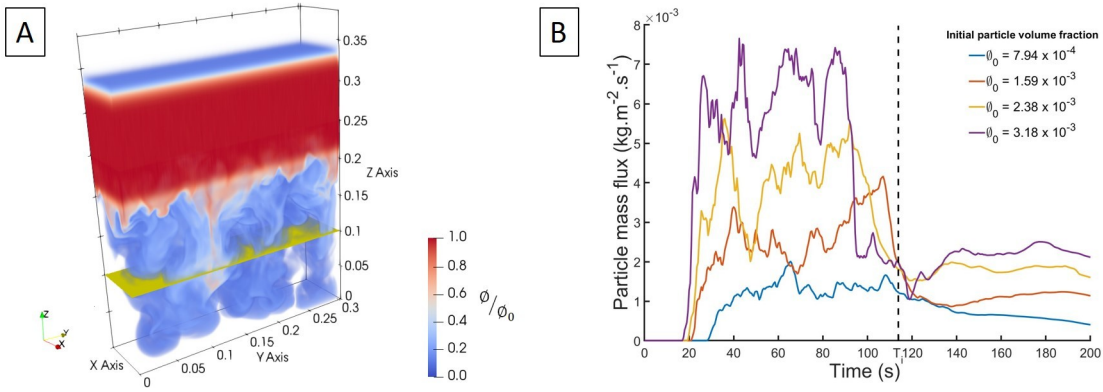 A
0.35
0.3
0.25
0.2
Z Axis
0.15
0.1
0.05
0.3
0.25
0.2
Y Axis
0.15
0.1
0.05
0
X Axis
Z
Y
X
1.0
0.8
0.6
0.4
0.2
0.0
ø/ø₀
B
×10⁻³
8
7
6
5
4
3
2
1
0
Particle mass flux (kg.m⁻².s⁻¹)
Initial particle volume fraction
∅₀ = 7.94 x 10⁻⁴
∅₀ = 1.59 x 10⁻³
∅₀ = 2.38 x 10⁻³
∅₀ = 3.18 x 10⁻³
0 20 40 60 80 100 Tᵢ 120 140 160 180 200
Time (s)